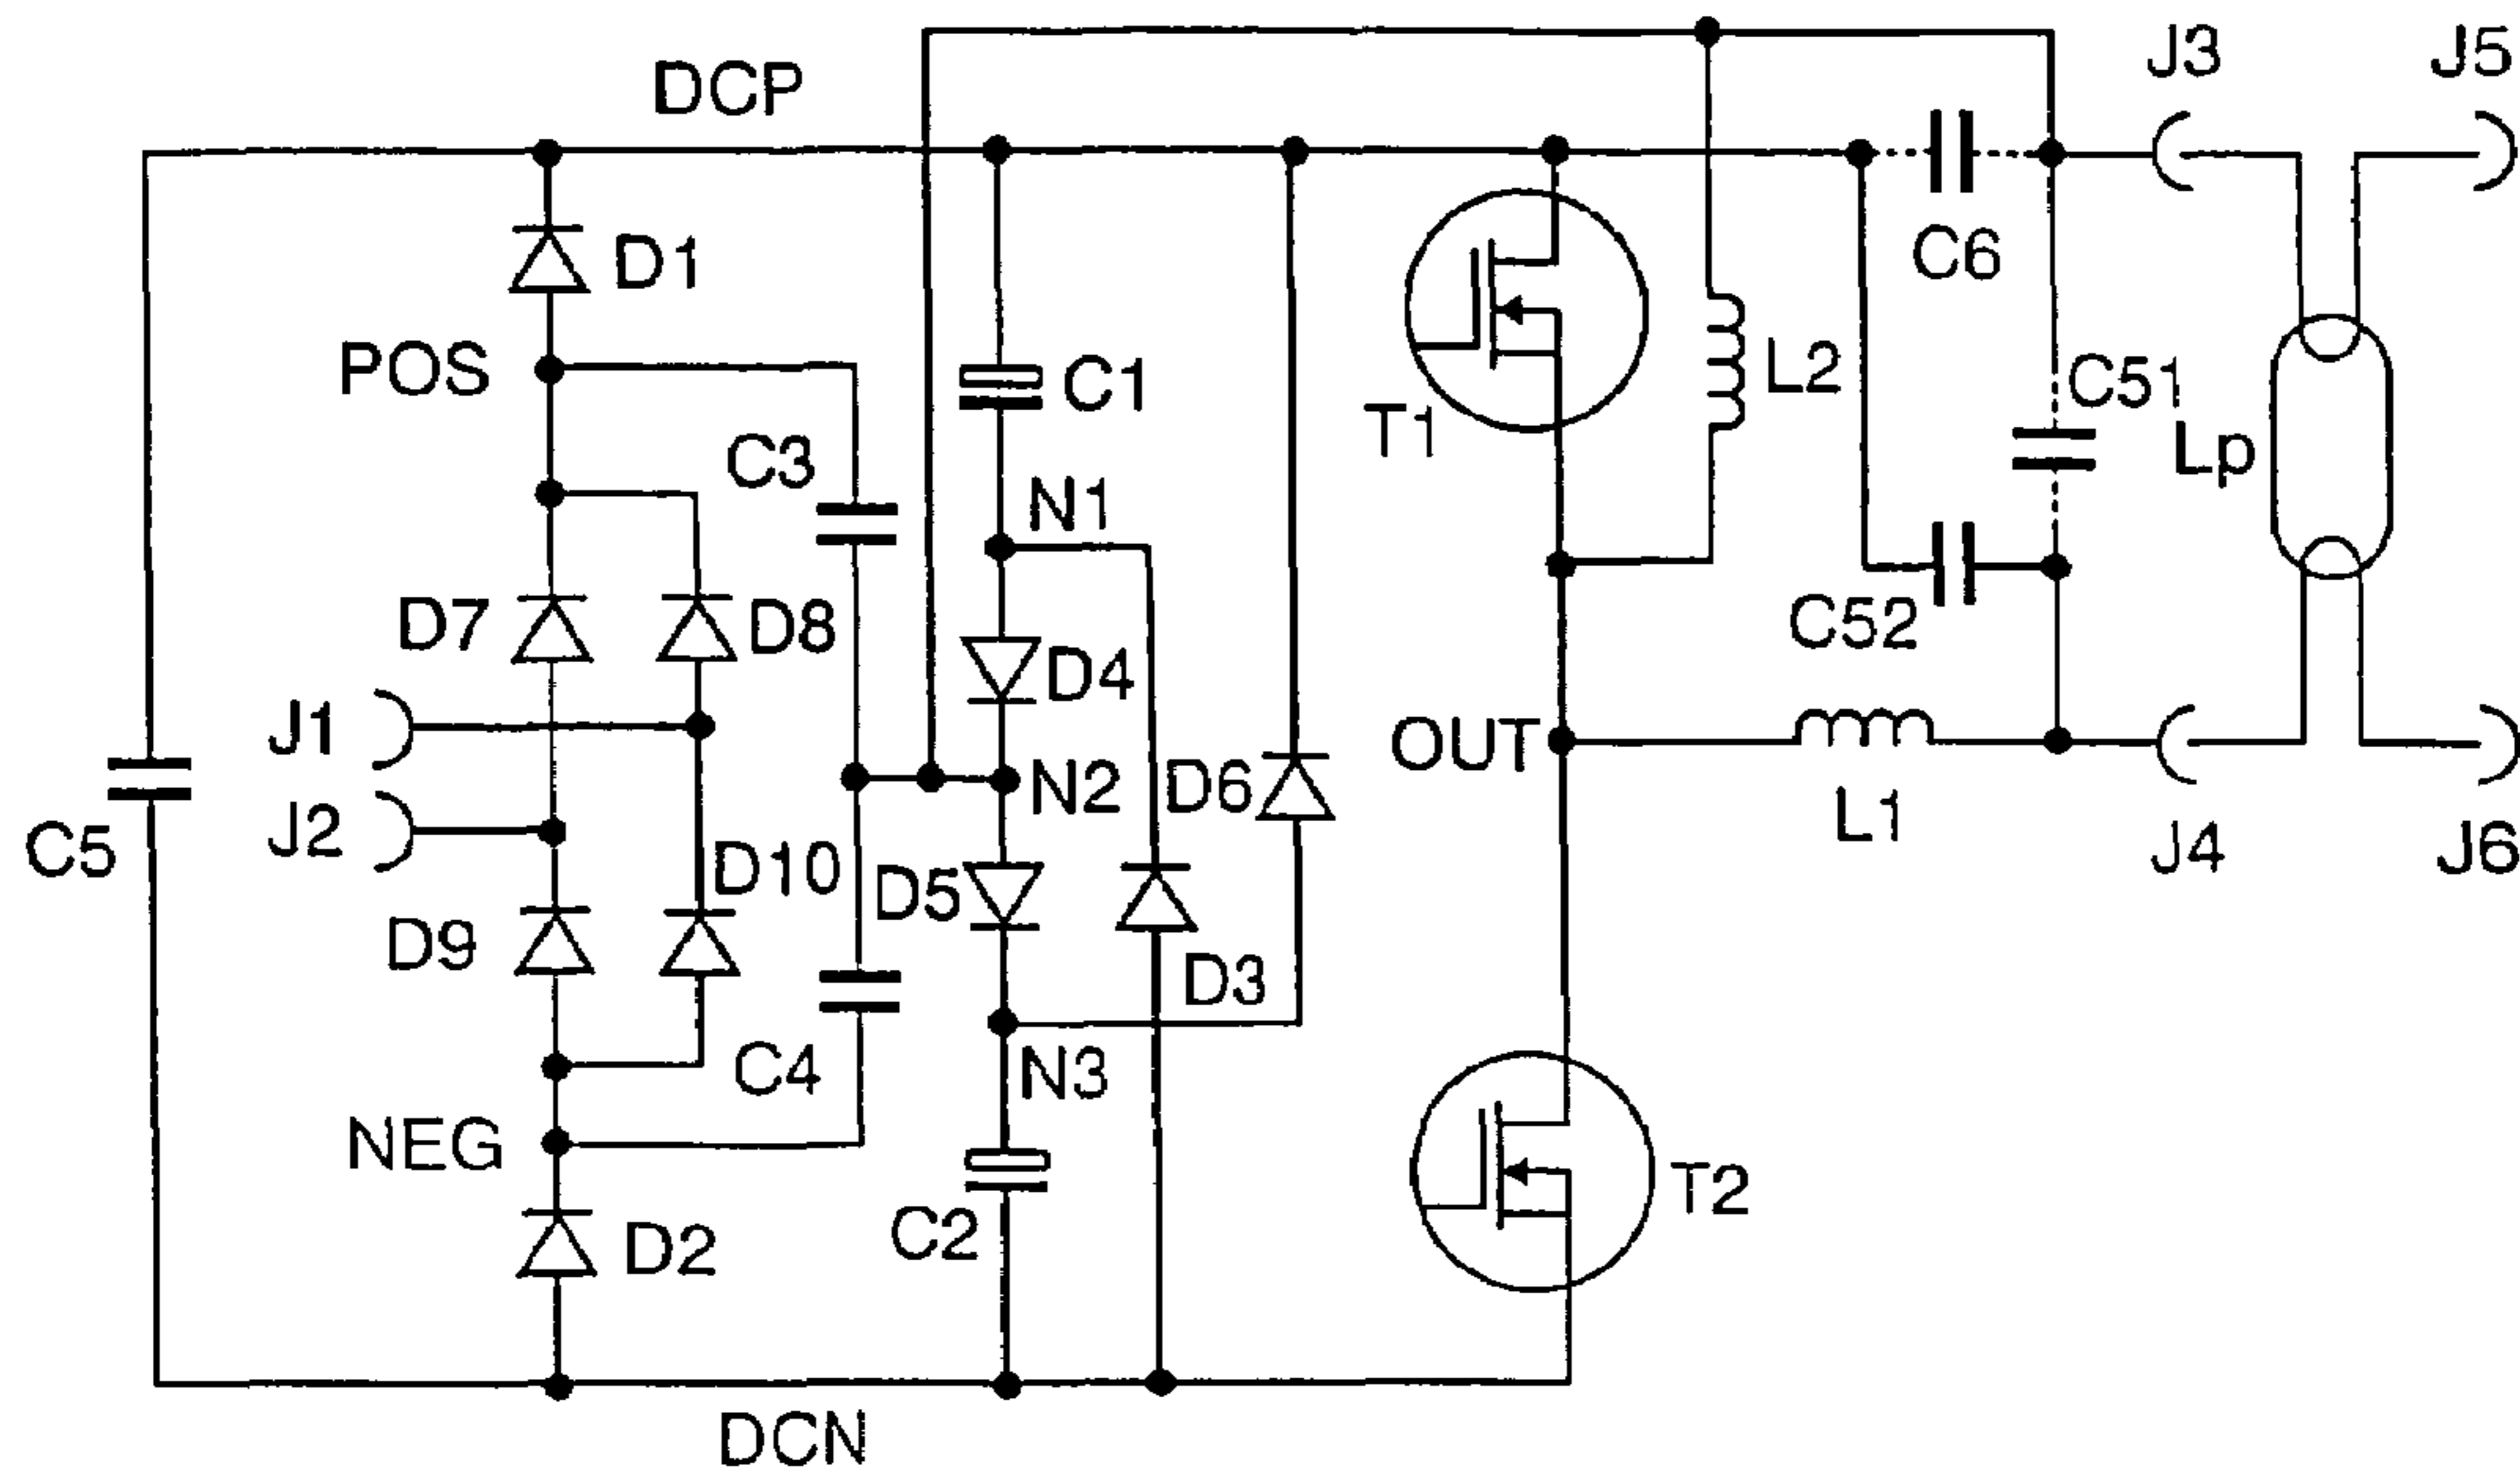 J3
J5
DCP
D1
C6
POS
C1
L2
C51
T1
C3
Lp
N1
D7
D8
D4
C52
J1
OUT
N2
D6
J2
L1
C5
D10
D5
J4
J6
D9
D3
C4
N3
NEG
T2
C2
D2
DCN